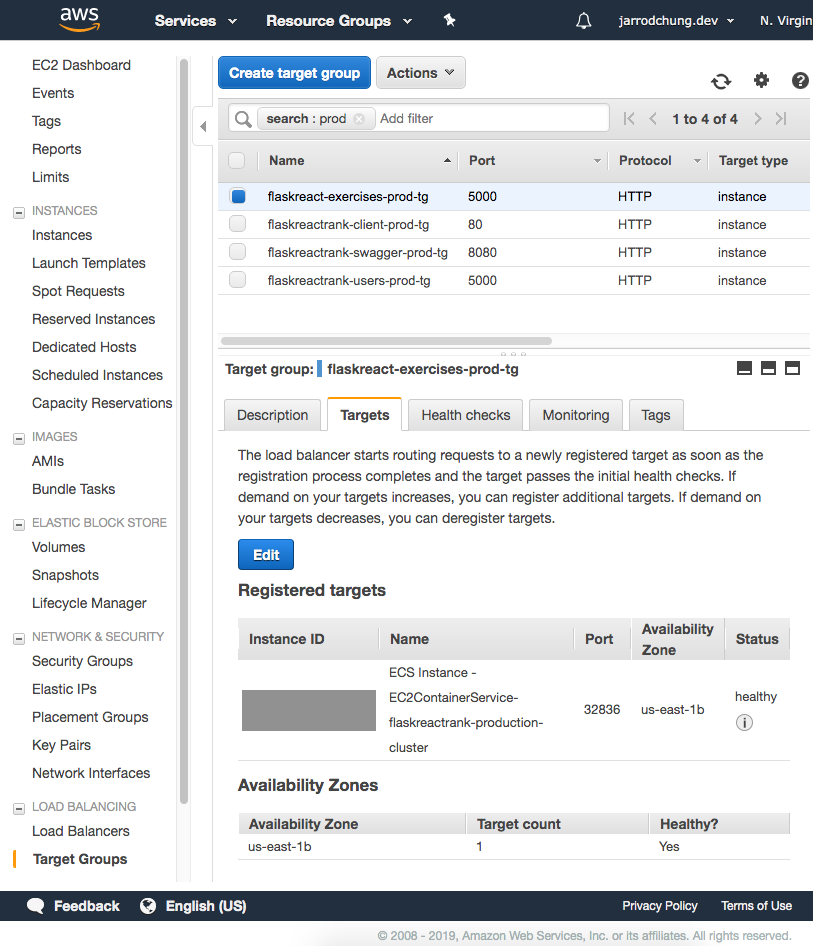 aws Services Resource Groups jarrodchung.dev N. Virgin
EC2 Dashboard
Events
Tags
Reports
Limits
INSTANCES
Instances
Launch Templates
Spot Requests
Reserved Instances
Dedicated Hosts
Scheduled Instances
Capacity Reservations
IMAGES
AMIs
Bundle Tasks
ELASTIC BLOCK STORE
Volumes
Snapshots
Lifecycle Manager
NETWORK & SECURITY
Security Groups
Elastic IPs
Placement Groups
Key Pairs
Network Interfaces
LOAD BALANCING
Load Balancers
Target Groups
Create target group Actions
search : prod Add filter 1 to 4 of 4
Name Port Protocol Target type
flaskreact-exercises-prod-tg 5000 HTTP instance
flaskreactrank-client-prod-tg 80 HTTP instance
flaskreactrank-swagger-prod-tg 8080 HTTP instance
flaskreactrank-users-prod-tg 5000 HTTP instance
Target group: flaskreact-exercises-prod-tg
Description Targets Health checks Monitoring Tags
The load balancer starts routing requests to a newly registered target as soon as the
registration process completes and the target passes the initial health checks. If
demand on your targets increases, you can register additional targets. If demand on
your targets decreases, you can deregister targets.
Edit
Registered targets
Instance ID Name Port Availability Zone Status
ECS Instance -
EC2ContainerService-
flaskreactrank-production-
cluster
32836 us-east-1b healthy
Availability Zones
Availability Zone Target count Healthy?
us-east-1b 1 Yes
Feedback English (US) Privacy Policy Terms of Use
© 2008 - 2019, Amazon Web Services, Inc. or its affiliates. All rights reserved.